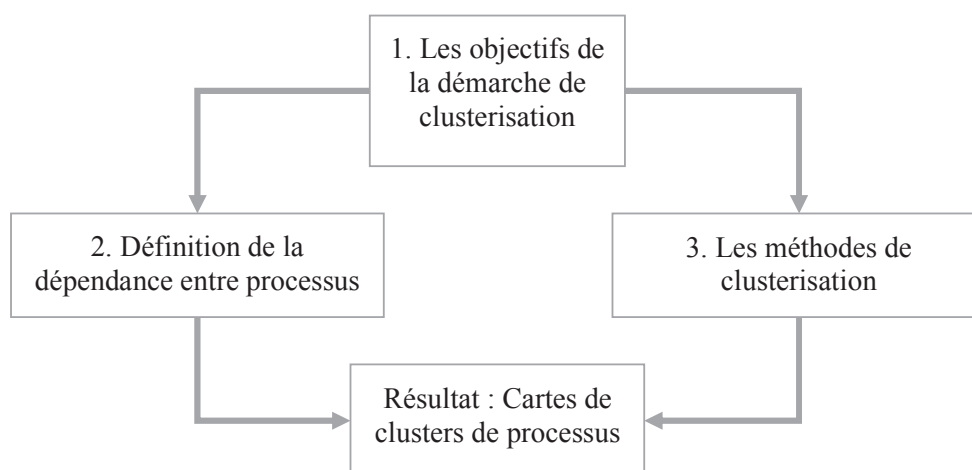 1. Les objectifs de
la démarche de
clusterisation
2. Définition de la
dépendance entre processus
3. Les méthodes de
clusterisation
Résultat : Cartes de
clusters de processus